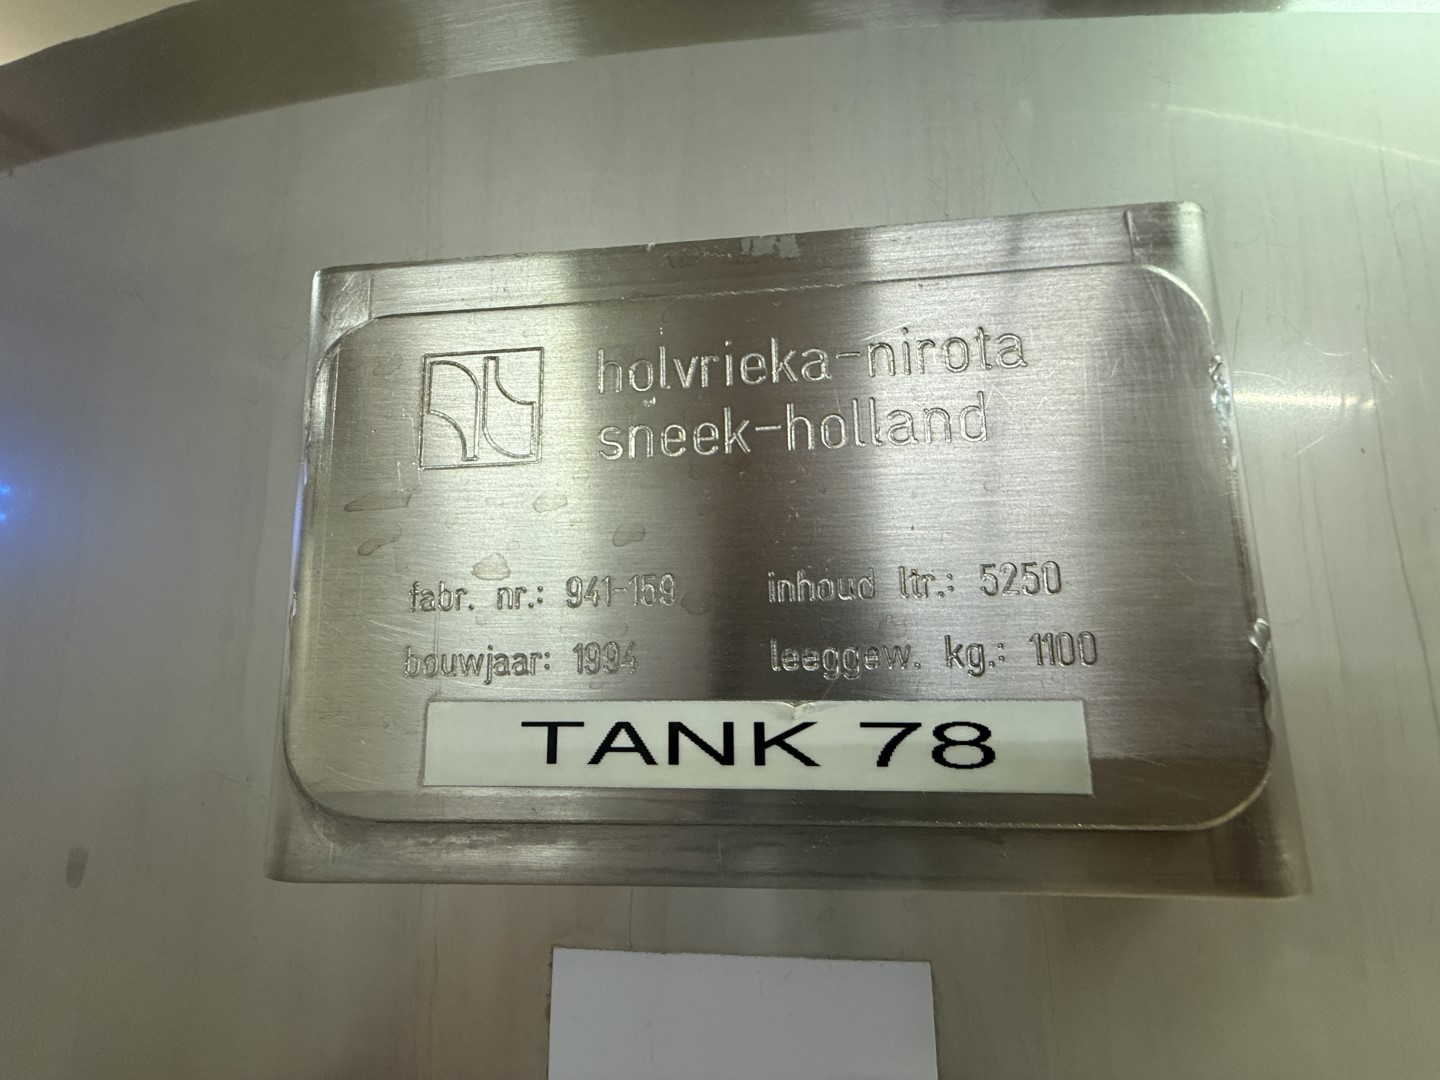 holvrieka-nirota
sneek-holland
fabr. nr.: 941-159 inhoud ltr.: 5250
bouwjaar: 1994 leeggew. kg.: 1100
TANK 78